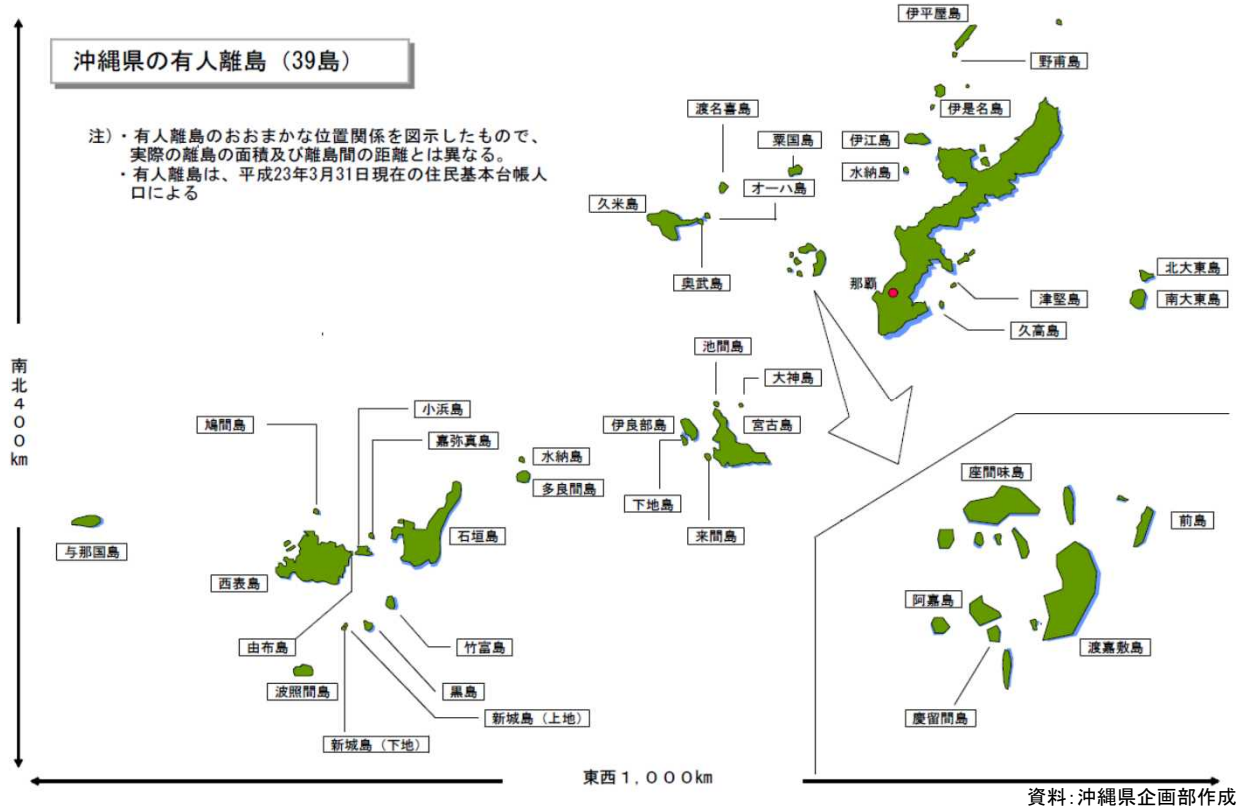 沖縄県の有人離島（39島）
注）・有人離島のおおまかな位置関係を図示したもので、
実際の離島の面積及び離島間の距離とは異なる。
・有人離島は、平成23年3月31日現在の住民基本台帳人
口による
伊平屋島
野甫島
伊是名島
渡名喜島
粟国島
伊江島
水納島
オーハ島
久米島
奥武島
那覇
北大東島
南大東島
津堅島
久高島
池間島
大神島
伊良部島
宮古島
下地島
来間島
小浜島
鳩間島
嘉弥真島
水納島
多良間島
石垣島
与那国島
西表島
由布島
竹富島
波照間島
黒島
新城島（上地）
新城島（下地）
座間味島
前島
阿嘉島
渡嘉敷島
慶留間島
南北４００km
東西１，０００km
資料：沖縄県企画部作成